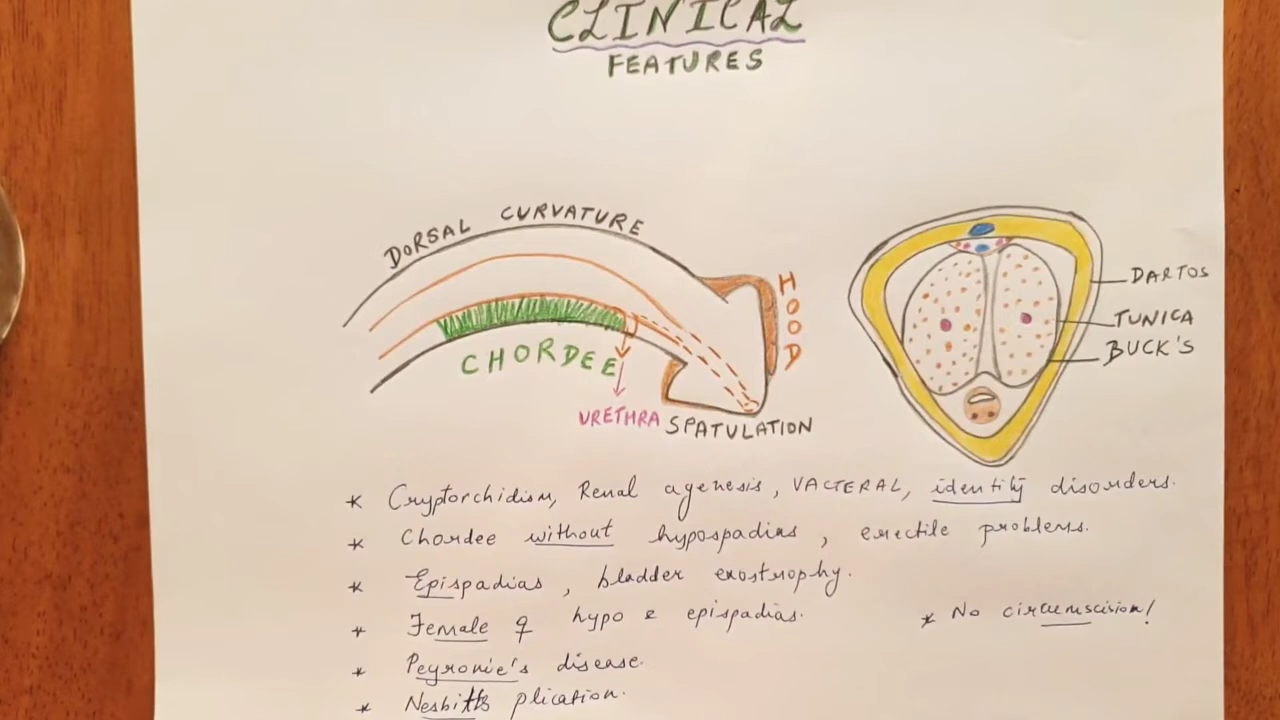 CLINICAL
FEATURES
DORSAL CURVATURE
HOOD
CHORDEE
URETHRA
SPATULATION
DARTOS
TUNICA
BUCK'S
* Cryptorchidism, Renal agenesis, VACTERAL, identity disorders.
* Chordee without hypospadias, erectile problems.
* Epispadias, bladder exostrophy.
* Female ♀ hypo & epispadias.
* No circumscision!
* Peyronie's disease.
* Nesbitts plication.